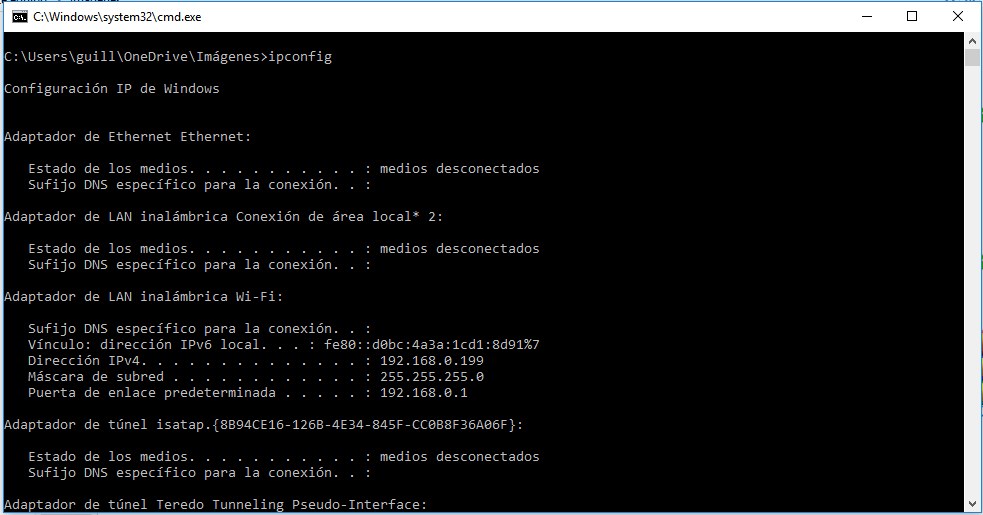 C:\Windows\system32\cmd.exe
C:\Users\guill\OneDrive\Imágenes>ipconfig
Configuración IP de Windows
Adaptador de Ethernet Ethernet:
   Estado de los medios. . . . . . . . . . . : medios desconectados
   Sufijo DNS específico para la conexión. . :
Adaptador de LAN inalámbrica Conexión de área local* 2:
   Estado de los medios. . . . . . . . . . . : medios desconectados
   Sufijo DNS específico para la conexión. . :
Adaptador de LAN inalámbrica Wi-Fi:
   Sufijo DNS específico para la conexión. . :
   Vínculo: dirección IPv6 local. . . : fe80::d0bc:4a3a:1cd1:8d91%7
   Dirección IPv4. . . . . . . . . . . . . . : 192.168.0.199
   Máscara de subred . . . . . . . . . . . . : 255.255.255.0
   Puerta de enlace predeterminada . . . . . : 192.168.0.1
Adaptador de túnel isatap.{8B94CE16-126B-4E34-845F-CC0B8F36A06F}:
   Estado de los medios. . . . . . . . . . . : medios desconectados
   Sufijo DNS específico para la conexión. . :
Adaptador de túnel Teredo Tunneling Pseudo-Interface: